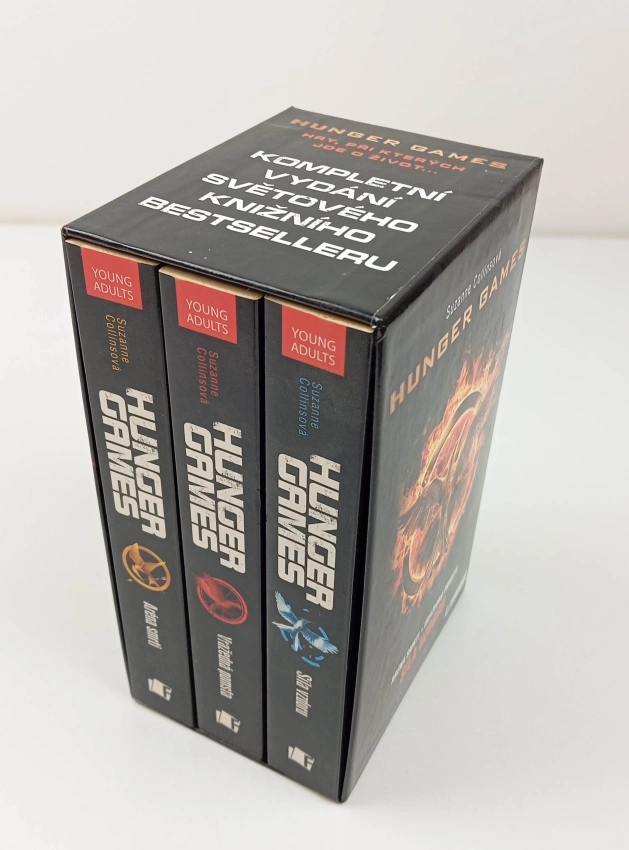 HUNGER GAMES
HRY, PŘI KTERÝCH
JDE O ŽIVOT...
KOMPLETNÍ
VYDÁNÍ
SVĚTOVÉHO
KNIŽNÍHO
BESTSELLERU
YOUNG
ADULTS
Suzanne
Collinsová
HUNGER
GAMES
Aréna smrti
YOUNG
ADULTS
Suzanne
Collinsová
HUNGER
GAMES
Vražedná pomsta
YOUNG
ADULTS
Suzanne
Collinsová
HUNGER
GAMES
Síla vzdoru
Suzanne Collinsová
HUNGER GAMES